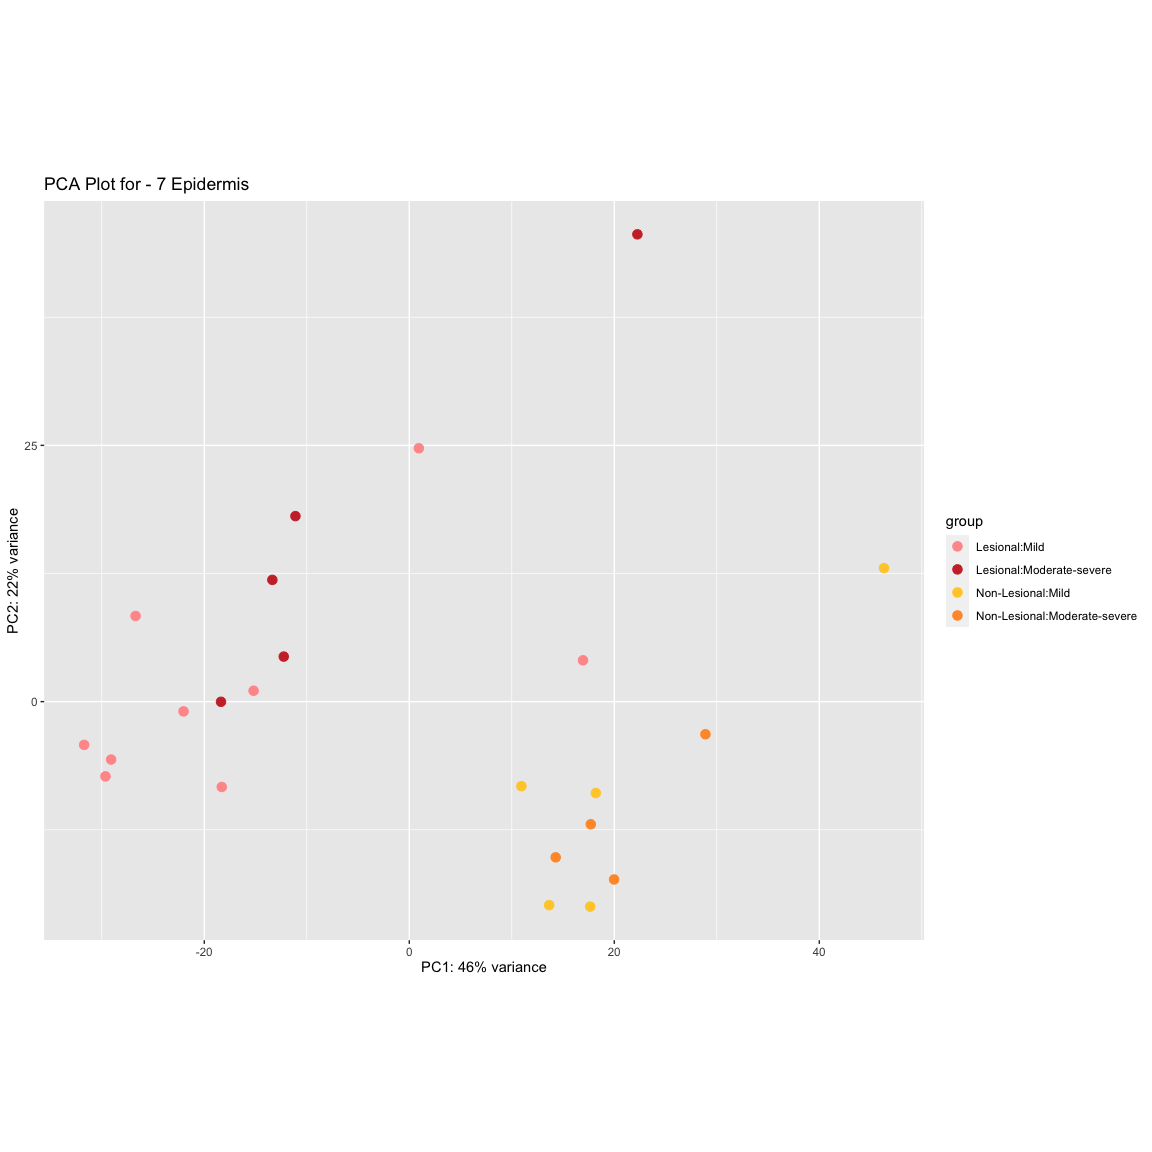 PCA Plot for - 7 Epidermis
25
0
-20
0
20
40
PC1: 46% variance
PC2: 22% variance
group
Lesional:Mild
Lesional:Moderate-severe
Non-Lesional:Mild
Non-Lesional:Moderate-severe